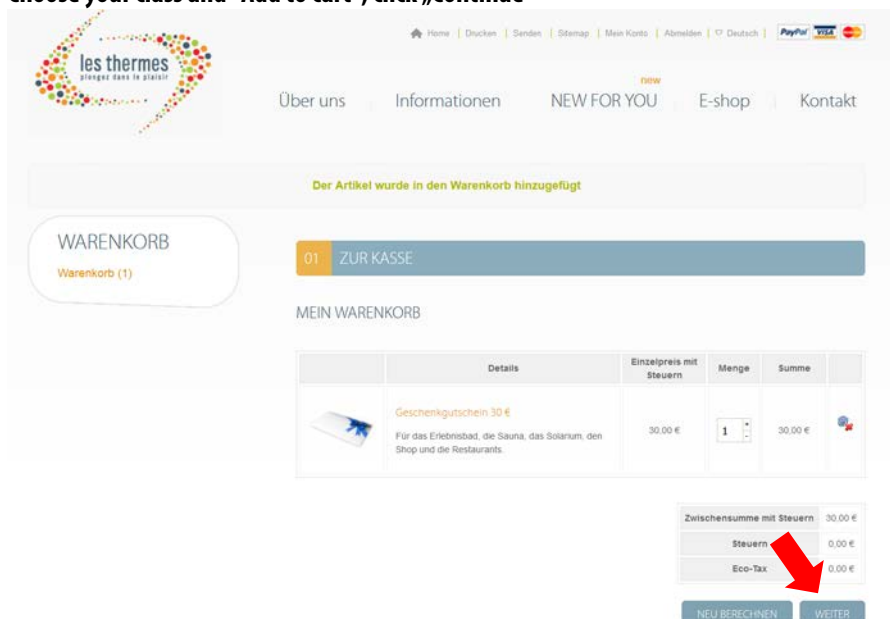 Choose your class and "Add to cart", click „Continue"
Home | Drucken | Senden | Sitemap | Mein Konto | Abmelden | Deutsch | PayPal VISA
les thermes
plongez dans le plaisir
new
Über uns Informationen NEW FOR YOU E-shop Kontakt
Der Artikel wurde in den Warenkorb hinzugefügt
WARENKORB
Warenkorb (1)
01 ZUR KASSE
MEIN WARENKORB
Details Einzelpreis mit Steuern Menge Summe
Geschenkgutschein 30 €
Für das Erlebnisbad, die Sauna, das Solarium, den
Shop und die Restaurants.
30,00 € 1 30,00 €
Zwischensumme mit Steuern 30,00 €
Steuern 0,00 €
Eco-Tax 0,00 €
NEU BERECHNEN WEITER